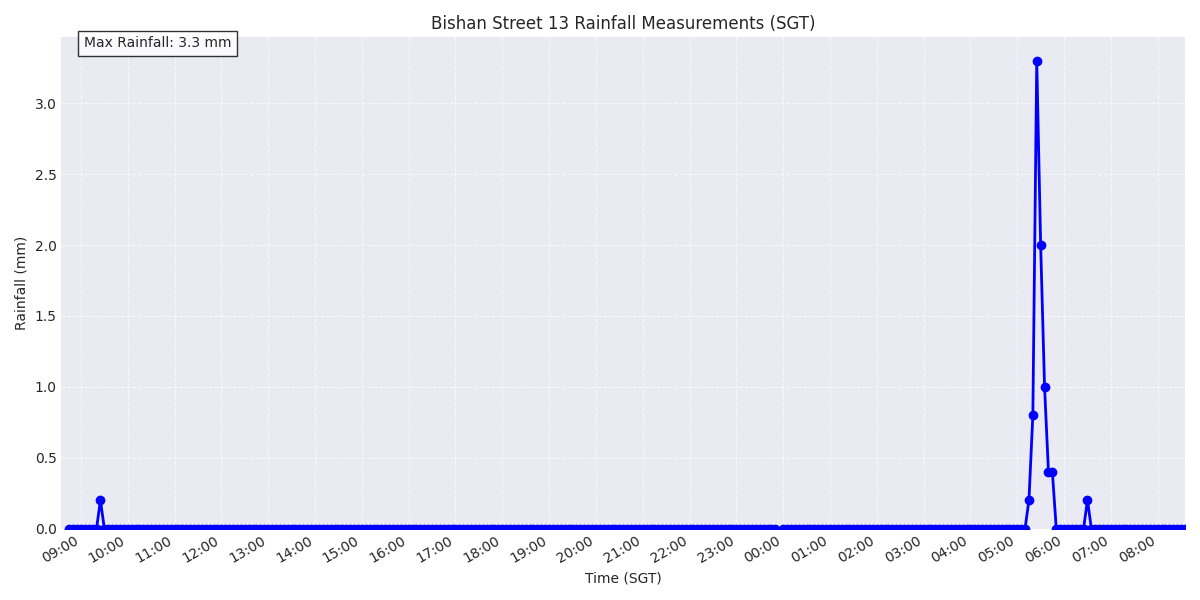 Bishan Street 13 Rainfall Measurements (SGT)
Max Rainfall: 3.3 mm
Rainfall (mm)
3.0
2.5
2.0
1.5
1.0
0.5
0.0
09:00 10:00 11:00 12:00 13:00 14:00 15:00 16:00 17:00 18:00 19:00 20:00 21:00 22:00 23:00 00:00 01:00 02:00 03:00 04:00 05:00 06:00 07:00 08:00
Time (SGT)